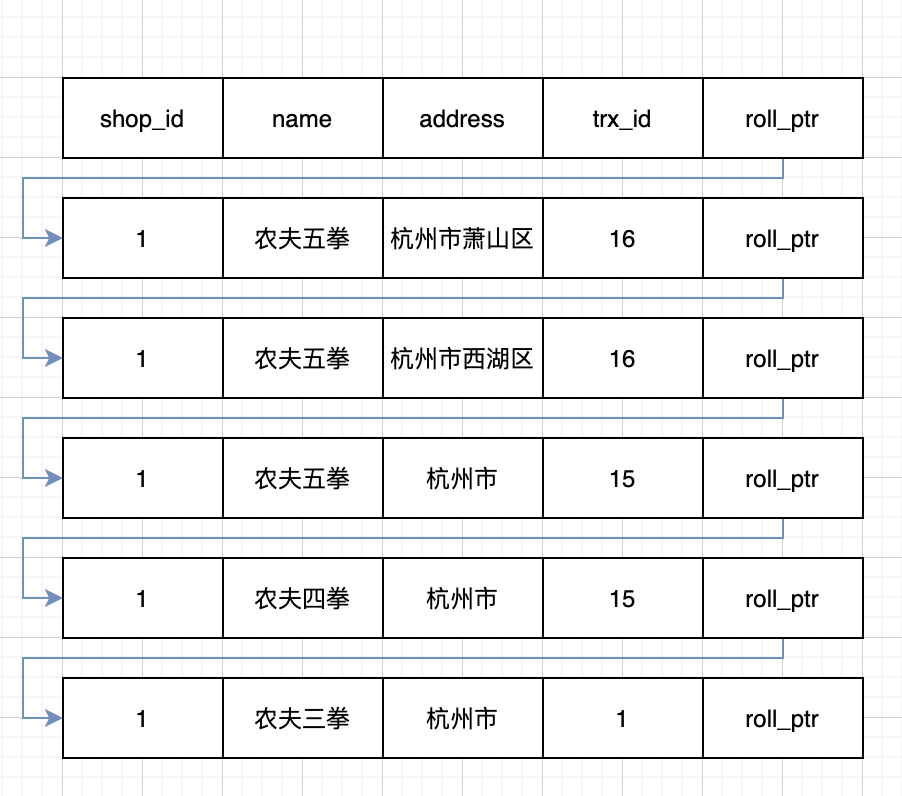 shop_id name address trx_id roll_ptr
1 农夫五拳 杭州市萧山区 16 roll_ptr
1 农夫五拳 杭州市西湖区 16 roll_ptr
1 农夫五拳 杭州市 15 roll_ptr
1 农夫四拳 杭州市 15 roll_ptr
1 农夫三拳 杭州市 1 roll_ptr